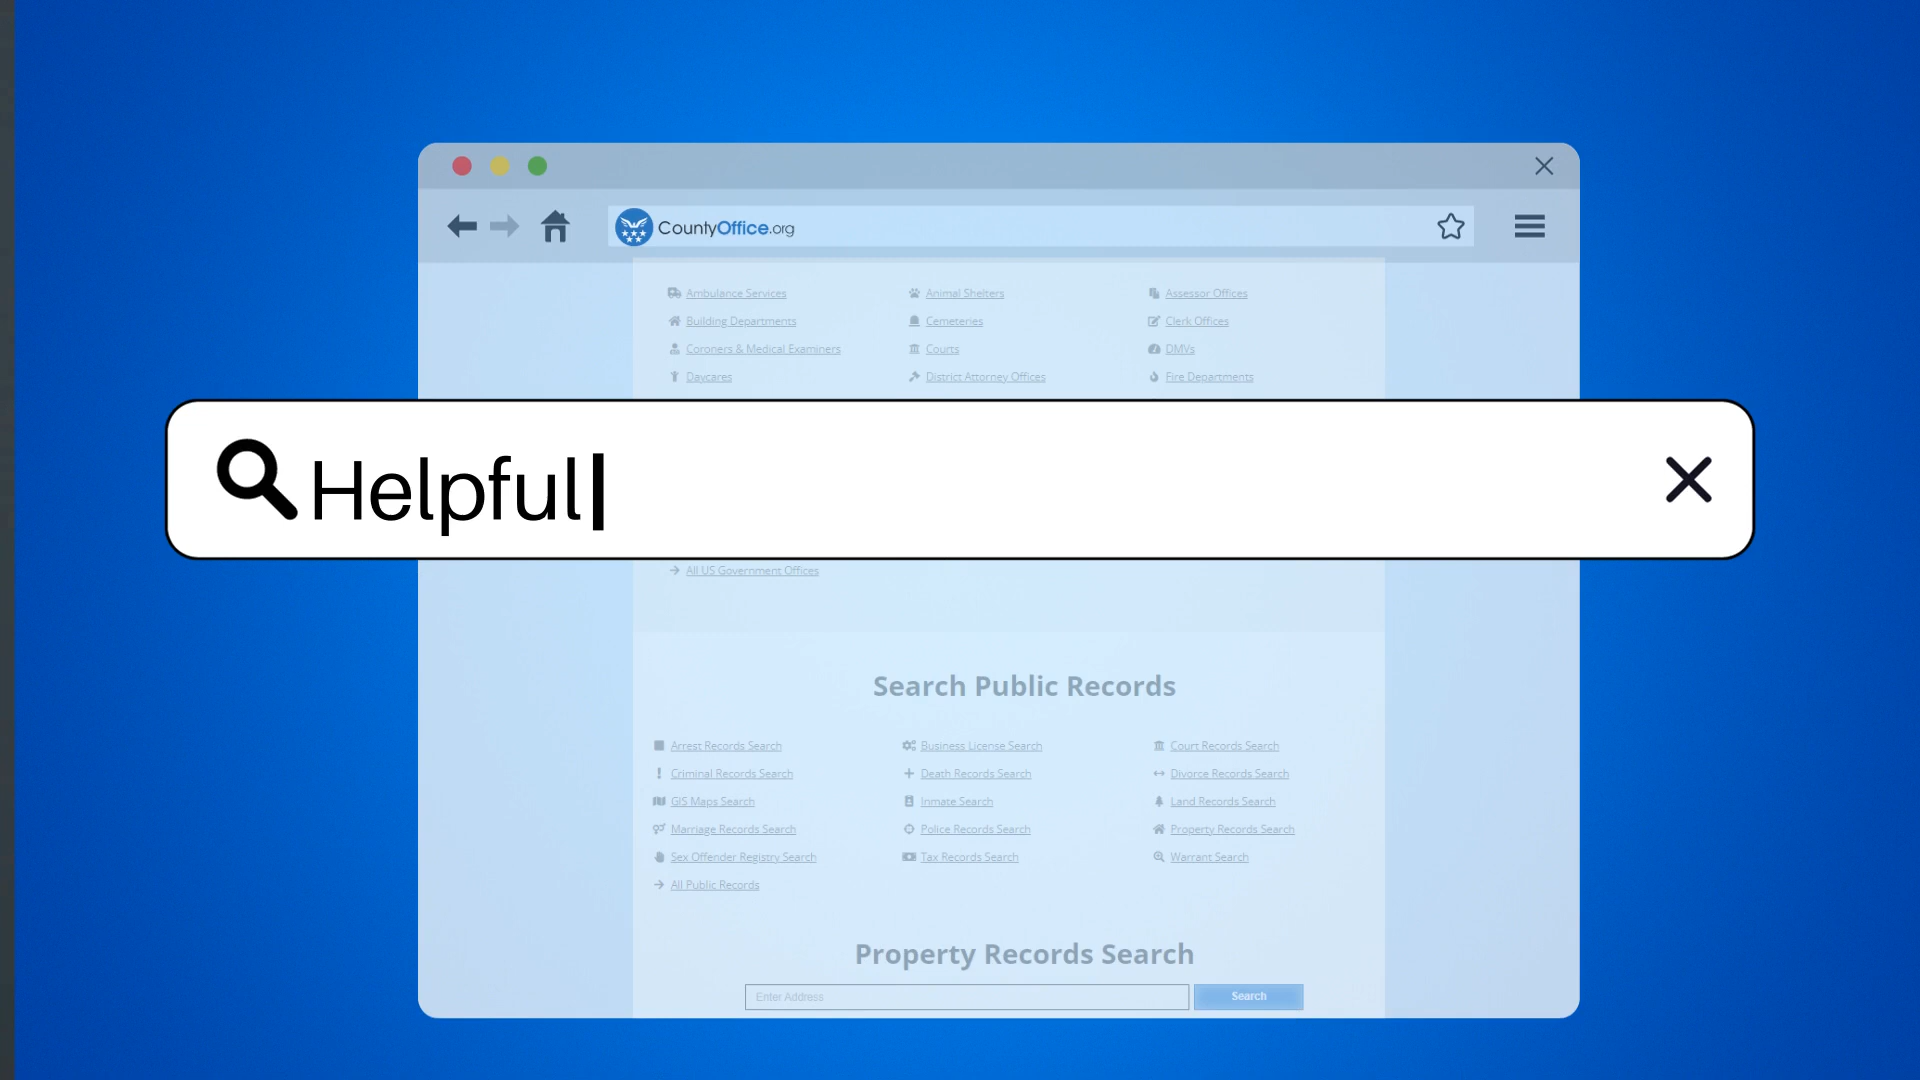 CountyOffice.org
Ambulance Services Animal Shelters Assessor Offices
Building Departments Cemeteries Clerk Offices
Coroners & Medical Examiners Courts DMVs
Daycares District Attorney Offices Fire Departments
Helpful
All US Government Offices
Search Public Records
Arrest Records Search Business License Search Court Records Search
Criminal Records Search Death Records Search Divorce Records Search
GIS Maps Search Inmate Search Land Records Search
Marriage Records Search Police Records Search Property Records Search
Sex Offender Registry Search Tax Records Search Warrant Search
All Public Records
Property Records Search
Enter Address Search